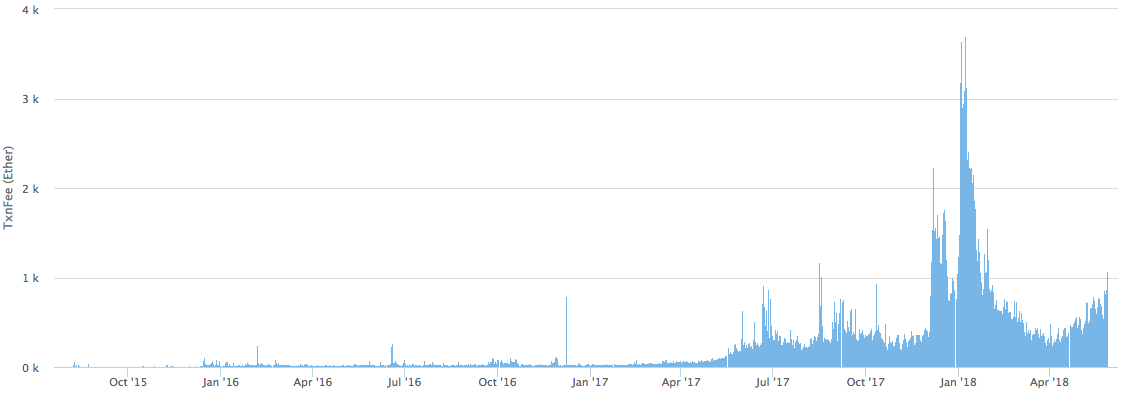 4 k
3 k
2 k
1 k
0 k
TxnFee (Ether)
Oct '15
Jan '16
Apr '16
Jul '16
Oct '16
Jan '17
Apr '17
Jul '17
Oct '17
Jan '18
Apr '18